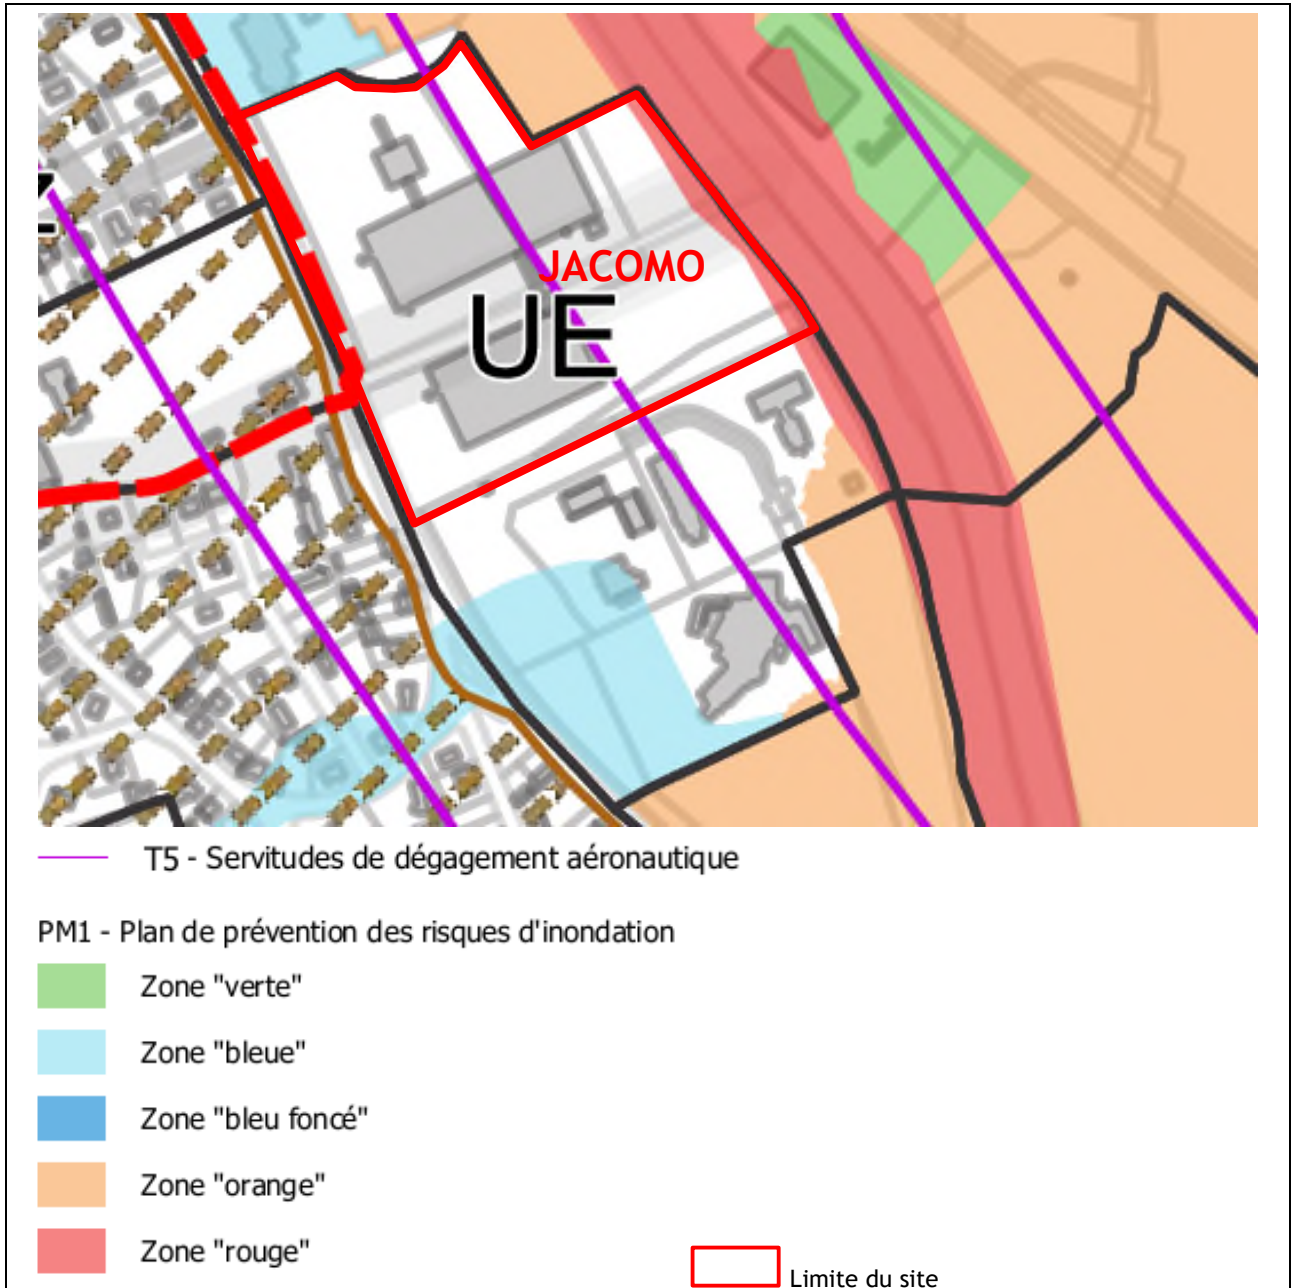 JACOMO
UE
T5 - Servitudes de dégagement aéronautique
PM1 - Plan de prévention des risques d'inondation
Zone "verte"
Zone "bleue"
Zone "bleu foncé"
Zone "orange"
Zone "rouge"
Limite du site